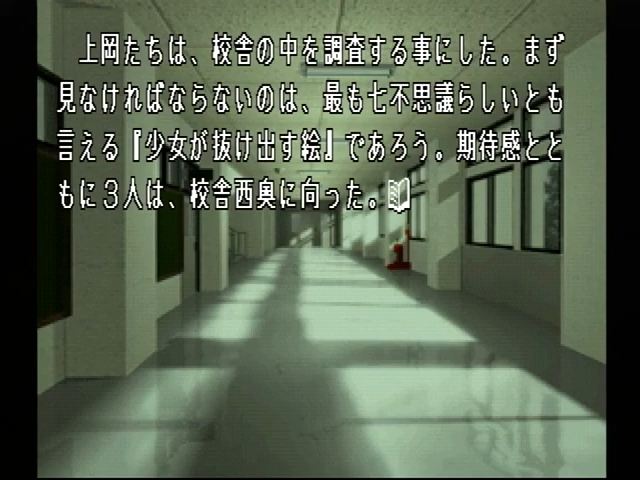 上岡たちは、校舎の中を調査する事にした。まず
見なければならないのは、最も七不思議らしいとも
言える『少女が抜け出す絵』であろう。期待感とと
もに３人は、校舎西奥に向った。